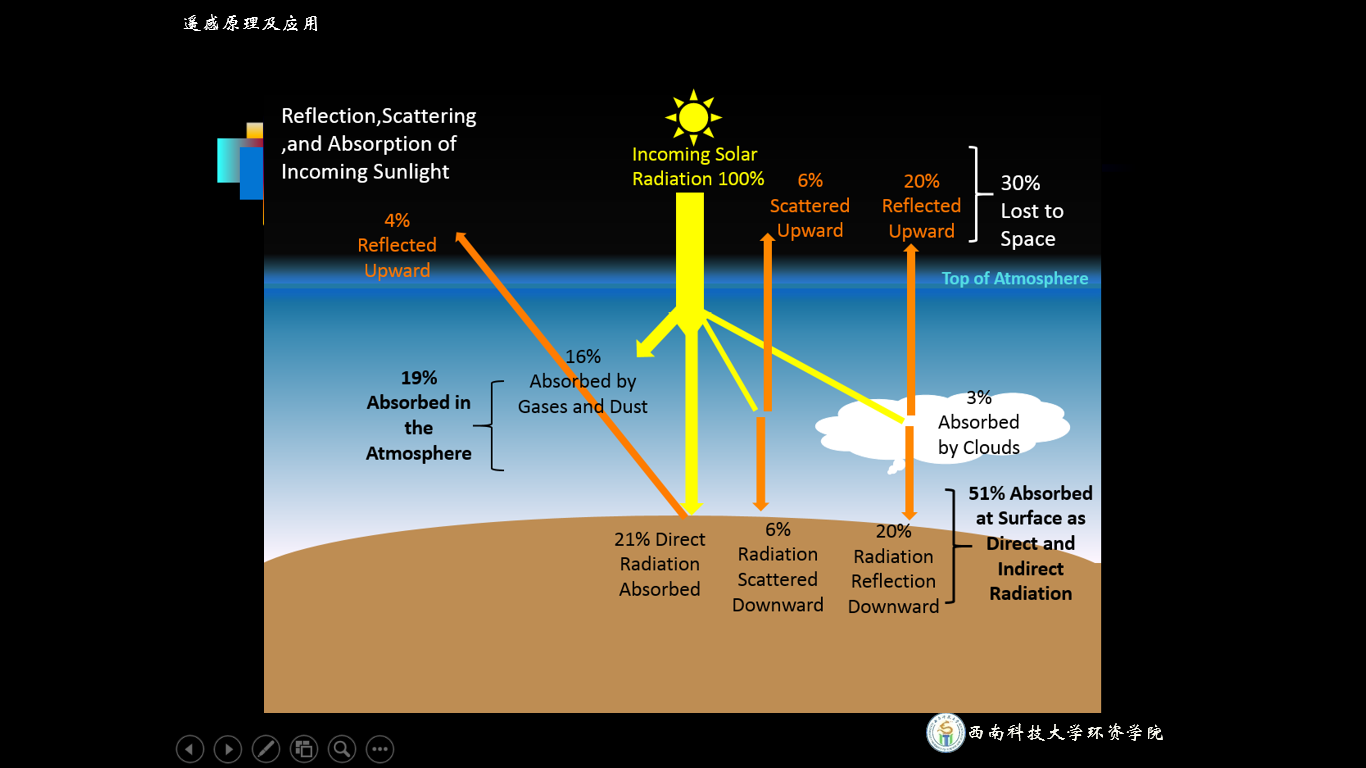 遥感原理及应用
Reflection,Scattering
,and Absorption of
Incoming Sunlight
Incoming Solar
Radiation 100%
6%
Scattered
Upward
20%
Reflected
Upward
30%
Lost to
Space
4%
Reflected
Upward
Top of Atmosphere
16%
Absorbed by
Gases and Dust
19%
Absorbed in
the
Atmosphere
3%
Absorbed
by Clouds
51% Absorbed
at Surface as
Direct and
Indirect
Radiation
21% Direct
Radiation
Absorbed
6%
Radiation
Scattered
Downward
20%
Radiation
Reflection
Downward
西南科技大学环资学院